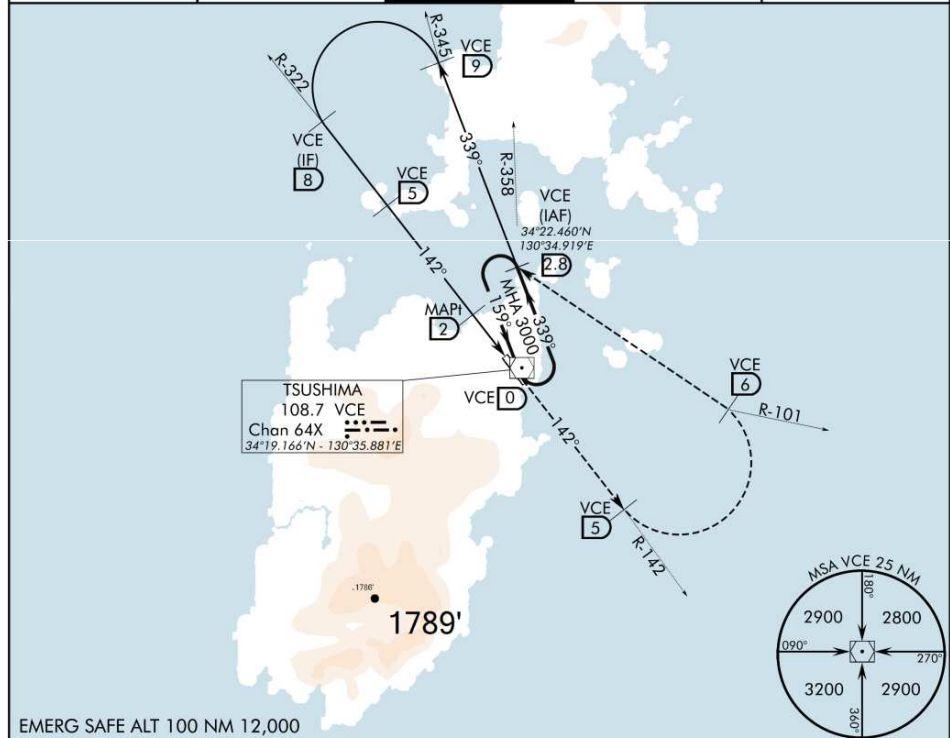 R-322
R-345
VCE
9
VCE
(IF)
8
VCE
5
339°
R-358
VCE
(IAF)
34°22.460'N
130°34.919'E
2.8
142°
MAPt
2
MHA 3000
159°
339°
VCE
6
R-101
TSUSHIMA
108.7 VCE
Chan 64X
34°19.166'N - 130°35.881'E
VCE 0
142°
VCE
5
R-142
.1786'
1789'
MSA VCE 25 NM
180°
2900
2800
090°
270°
3200
2900
360°
EMERG SAFE ALT 100 NM 12,000